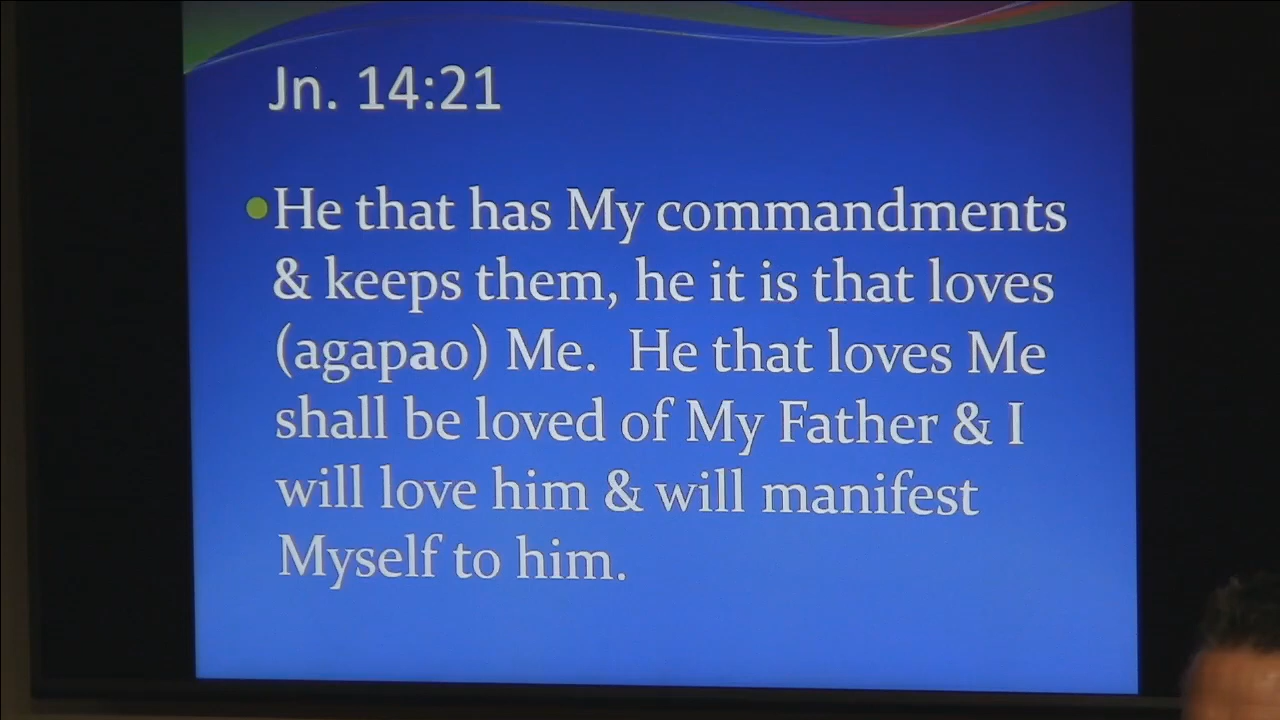 Jn. 14:21
He that has My commandments
& keeps them, he it is that loves
(agapao) Me.  He that loves Me
shall be loved of My Father & I
will love him & will manifest
Myself to him.